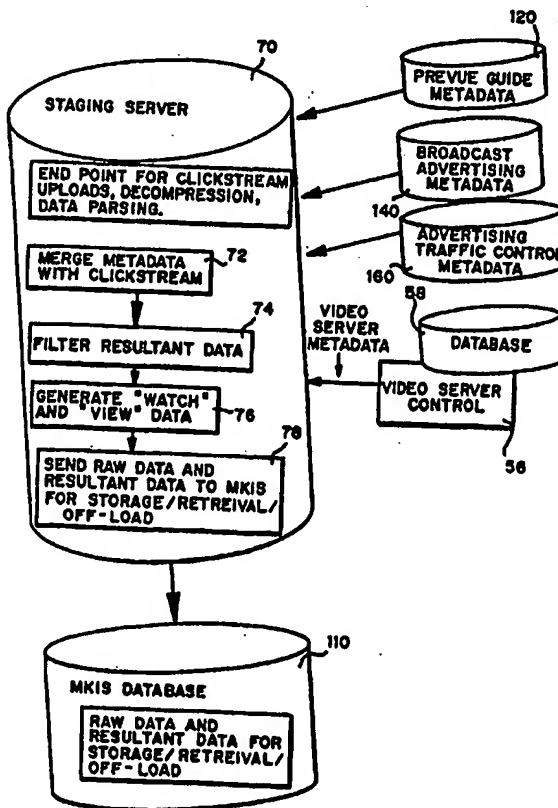 120
70
PREVUE GUIDE
METADATA
STAGING SERVER
BROADCAST
ADVERTISING
METADATA
140
END POINT FOR CLICKSTREAM
UPLOADS, DECOMPRESSION,
DATA PARSING.
ADVERTISING
TRAFFIC CONTROL
METADATA
160
72
MERGE METADATA
WITH CLICKSTREAM
58
VIDEO
SERVER
METADATA
DATABASE
74
FILTER RESULTANT DATA
VIDEO SERVER
CONTROL
56
GENERATE "WATCH"
AND "VIEW" DATA
76
78
SEND RAW DATA AND
RESULTANT DATA TO MKIS
FOR STORAGE/RETREIVAL/
OFF-LOAD
110
MKIS DATABASE
RAW DATA AND
RESULTANT DATA FOR
STORAGE/RETREIVAL/
OFF-LOAD